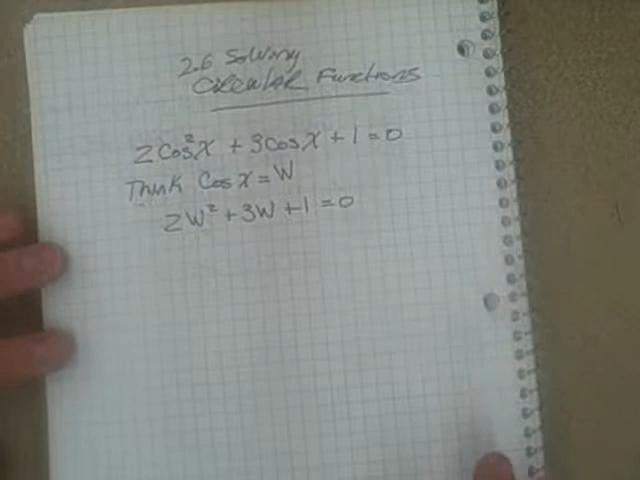 2.6 Solving
Circular Functions
2cos²x + 3cosx + 1 = 0
Think Cos x = W
2W² + 3W + 1 = 0